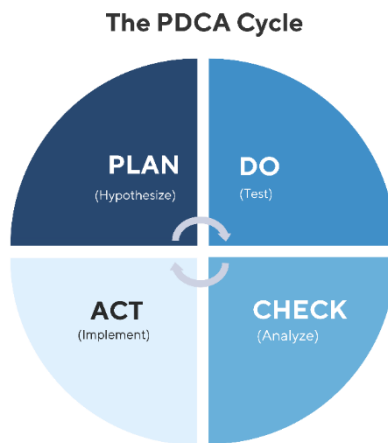 The PDCA Cycle
PLAN
(Hypothesize)
DO
(Test)
ACT
(Implement)
CHECK
(Analyze)